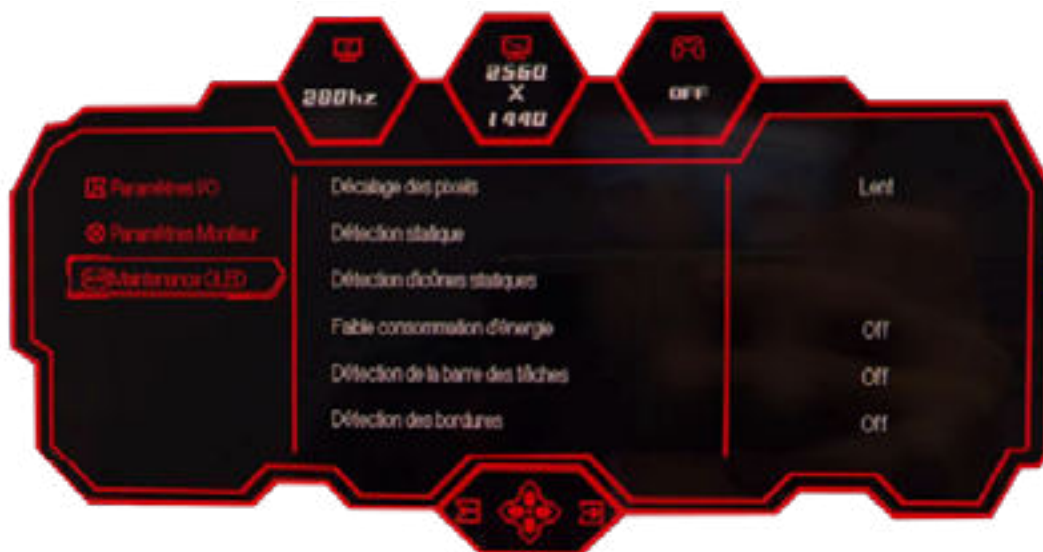 280hz
2560
X
1440
OFF
Paramètres I/O
Paramètres Moniteur
Maintenance OLED
Décalage des pixels
Lent
Détection statique
Détection d'icônes statiques
Faible consommation d'énergie
Off
Détection de la barre des tâches
Off
Détection des bordures
Off